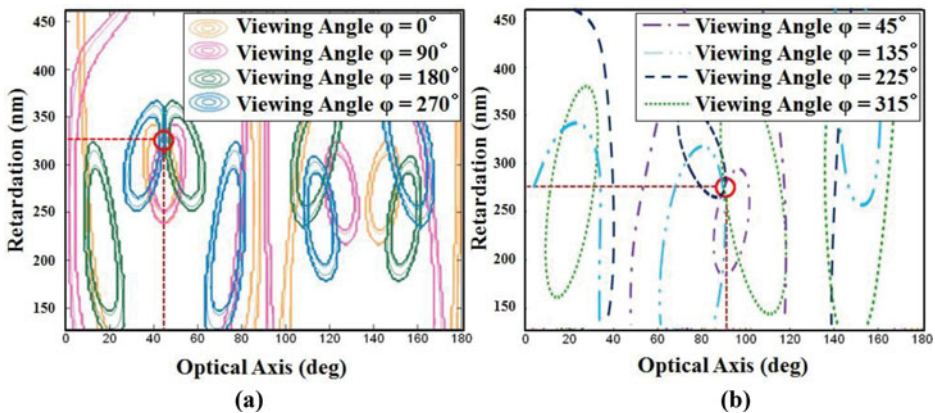 450
400
350
300
250
200
150
0 20 40 60 80 100 120 140 160 180
Retardation (nm)
Optical Axis (deg)
Viewing Angle φ = 0°
Viewing Angle φ = 90°
Viewing Angle φ = 180°
Viewing Angle φ = 270°
(a)
450
400
350
300
250
200
150
0 20 40 60 80 100 120 140 160 180
Retardation (nm)
Optical Axis (deg)
Viewing Angle φ = 45°
Viewing Angle φ = 135°
Viewing Angle φ = 225°
Viewing Angle φ = 315°
(b)